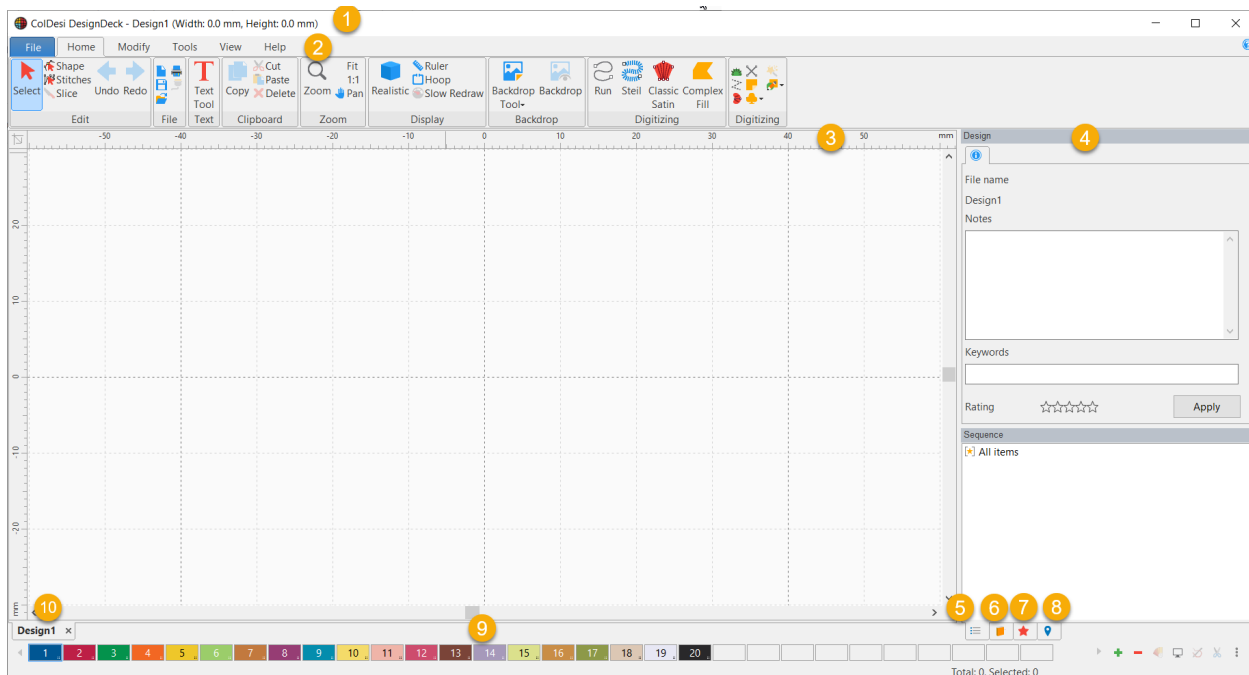 ColDesi DesignDeck - Design1 (Width: 0.0 mm, Height: 0.0 mm)
1
File Home Modify Tools View Help
2
Select
Shape
Stitches
Slice
Undo Redo
Edit
File
Text
Tool
Text
Copy
Cut
Paste
Delete
Clipboard
Zoom
Fit
1:1
Pan
Zoom
Realistic
Ruler
Hoop
Slow Redraw
Display
Backdrop
Tool
Backdrop
Backdrop
Run Steil Classic
Satin
Complex
Fill
Digitizing
Digitizing
-50 -40 -30 -20 -10 0 10 20 30 40 50 mm
3
20
10
0
-10
-20
mm
Design
4
File name
Design1
Notes
Keywords
Rating
Apply
Sequence
All items
5 6 7 8
10
9
Design1 ×
1 2 3 4 5 6 7 8 9 10 11 12 13 14 15 16 17 18 19 20
Total: 0, Selected: 0